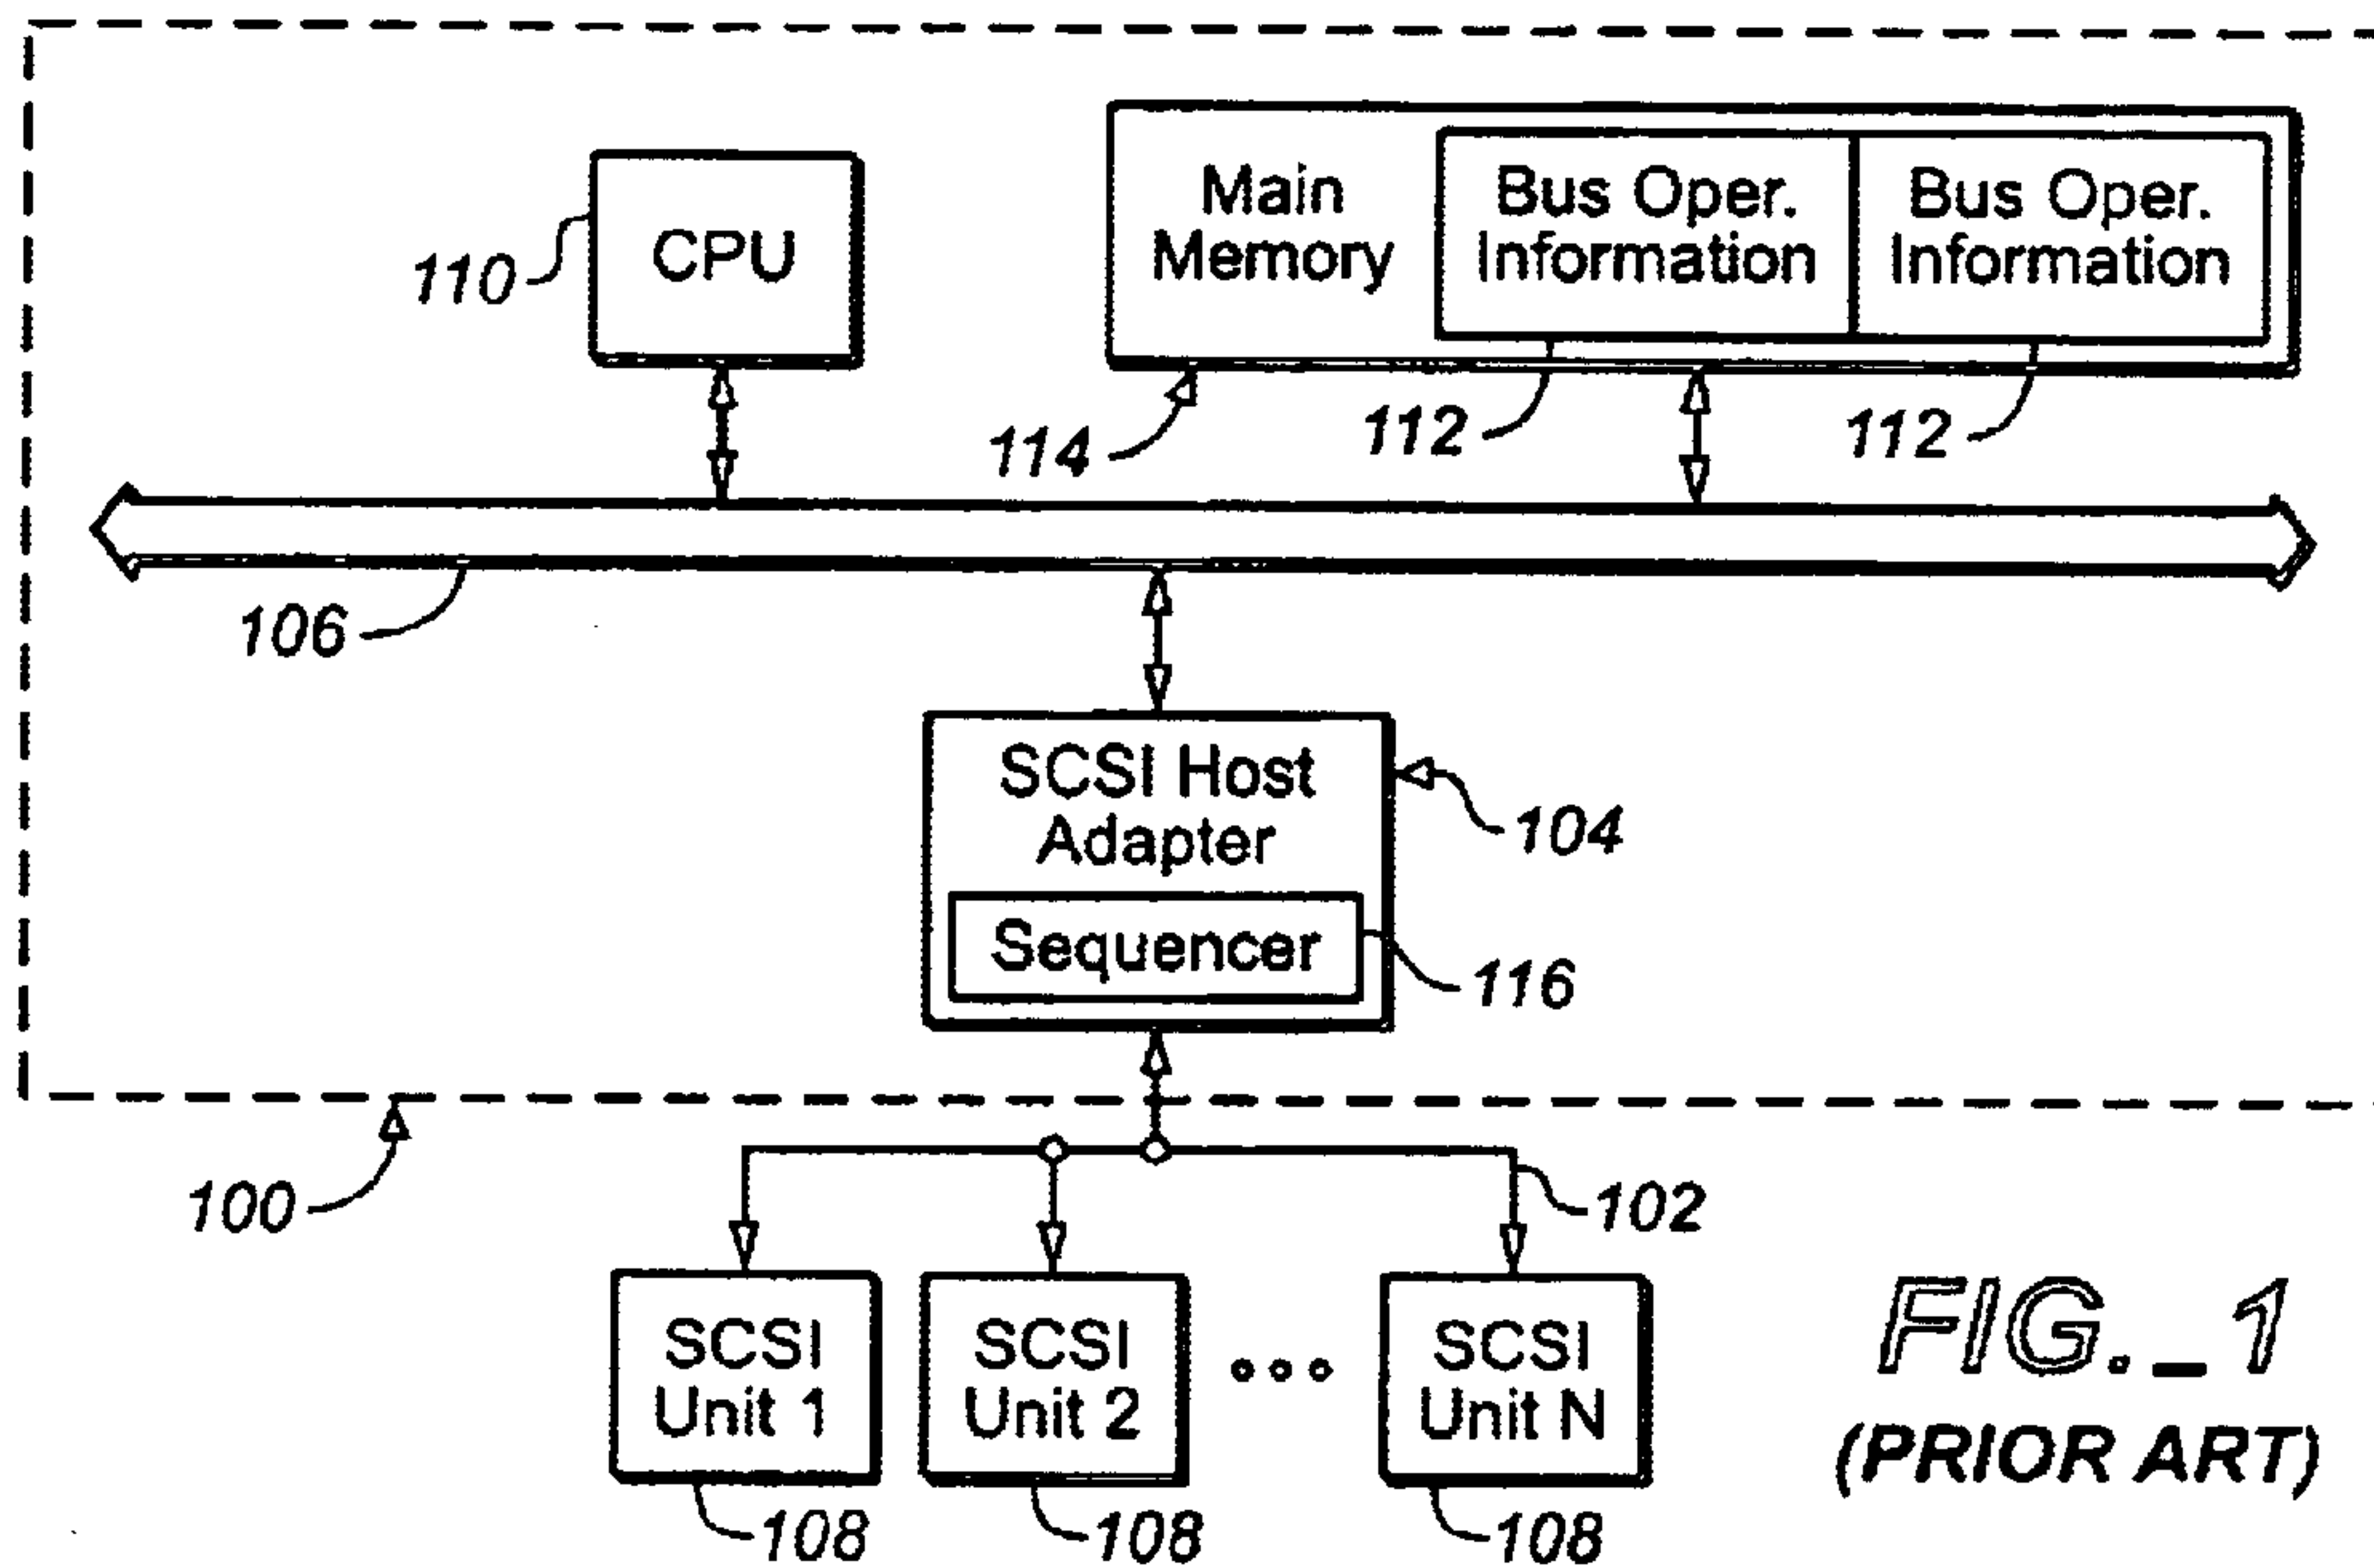 CPU
110
Main
Memory
Bus Oper.
Information
Bus Oper.
Information
114
112
112
106
SCSI Host
Adapter
104
Sequencer
116
100
102
SCSI
Unit 1
SCSI
Unit 2
SCSI
Unit N
108
108
108
FIG._1
(PRIOR ART)